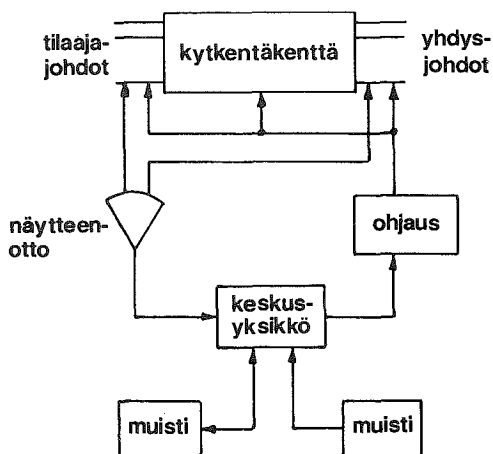 tilaaja-
johdot
kytkentäkenttä
yhdys-
johdot
näytteen-
otto
ohjaus
keskus-
yksikkö
muisti
muisti